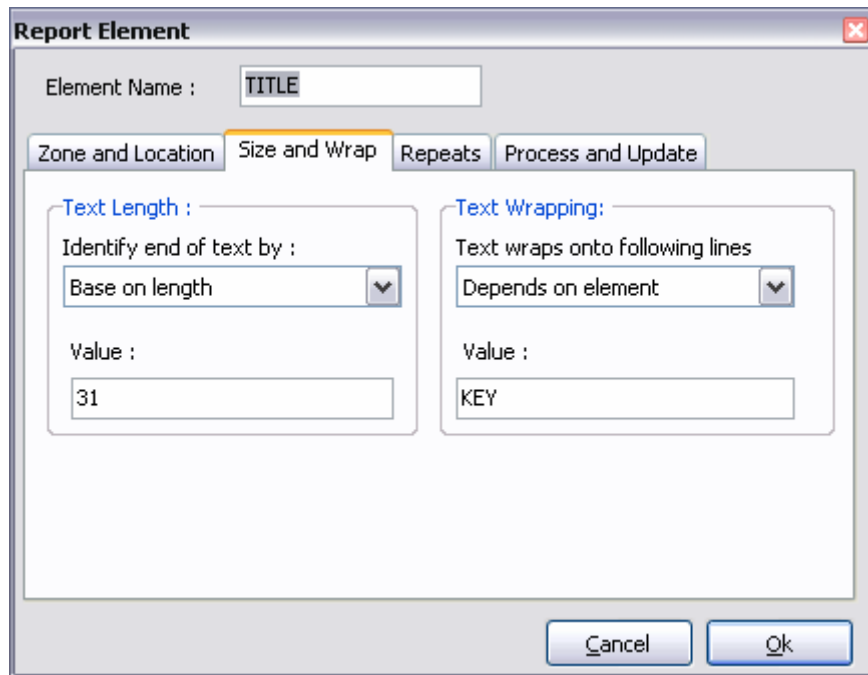 Report Element
Element Name : TITLE
Zone and Location Size and Wrap Repeats Process and Update
Text Length : Text Wrapping:
Identify end of text by : Text wraps onto following lines
Base on length Depends on element
Value : Value :
31 KEY
Cancel Ok